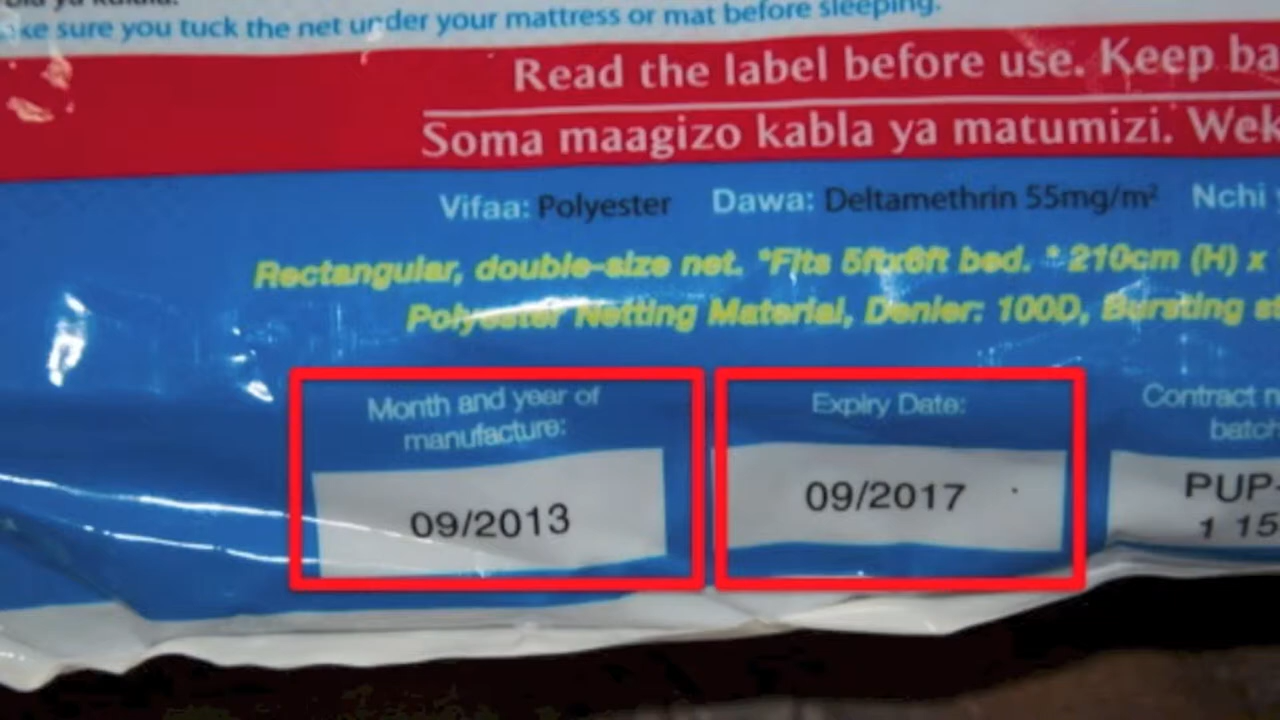 ke sure you tuck the net under your mattress or mat before sleeping.
Read the label before use. Keep ba
Soma maagizo kabla ya matumizi. Wek
Vifaa: Polyester Dawa: Deltamethrin 55mg/m² Nchi
Rectangular, double-size net. *Fits 5ftx6ft bed. * 210cm (H) x
Polyester Netting Material, Denier: 100D, Bursting st
Month and year of
manufacture:
09/2013
Expiry Date:
09/2017
Contract n
batch
PUP-
1 15